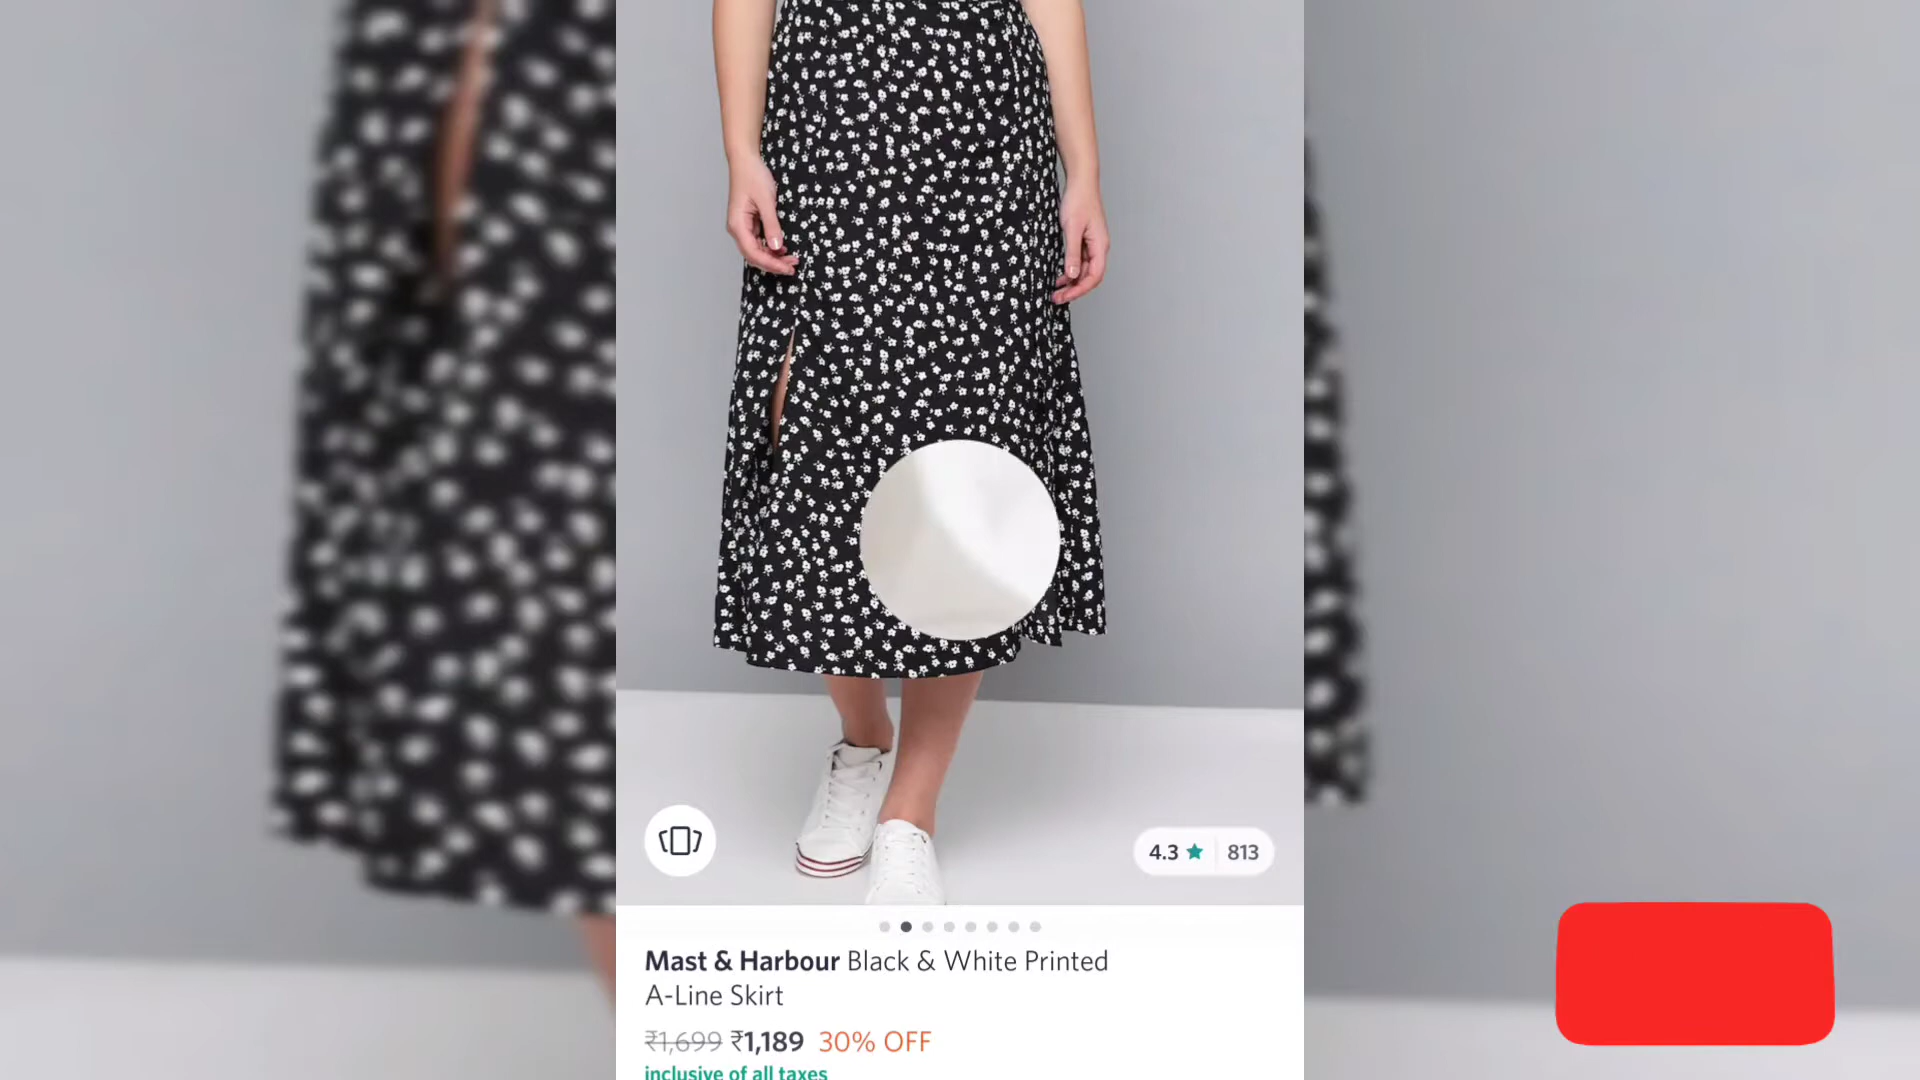 4.3 813
Mast & Harbour Black & White Printed
A-Line Skirt
₹1,699 ₹1,189 30% OFF
inclusive of all taxes